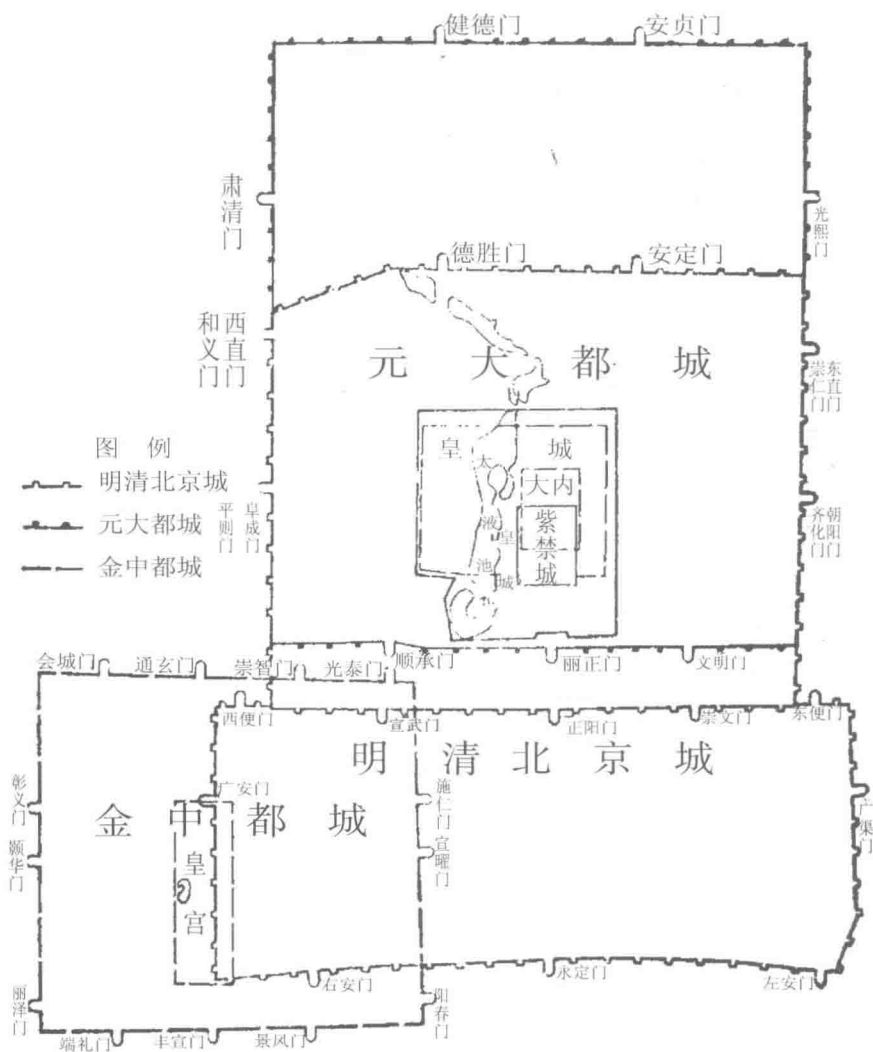 健德门 安贞门
肃清门
光熙门
德胜门 安定门
和义门 西直门
元大都城
崇仁门 东直门
图例
明清北京城
元大都城
金中都城
皇城
太液池
大内
紫禁城
皇城
平则门 阜成门
齐化门 朝阳门
会城门 通玄门 崇智门 光泰门 顺承门 丽正门 文明门
西便门 宣武门 正阳门 崇文门 东便门
明清北京城
彰义门
广安门
施仁门
广渠门
金中都城
颢华门
宣曜门
皇宫
丽泽门
右安门 永定门 左安门
阳春门
端礼门 丰宣门 景风门